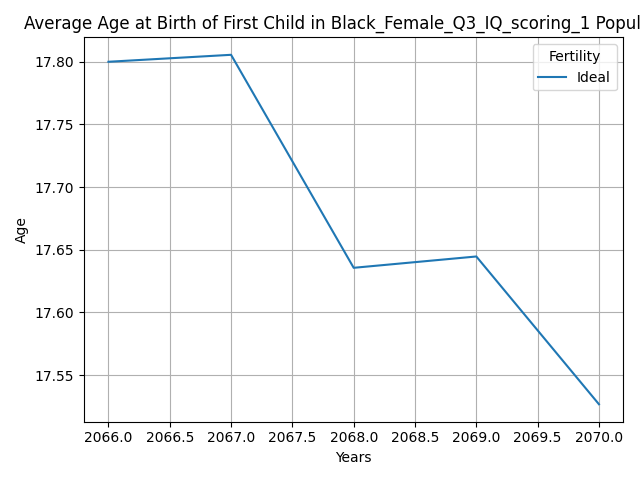 Average Age at Birth of First Child in Black_Female_Q3_IQ_scoring_1 Popul
Fertility
Ideal
17.80
17.75
17.70
17.65
17.60
17.55
Age
2066.0 2066.5 2067.0 2067.5 2068.0 2068.5 2069.0 2069.5 2070.0
Years